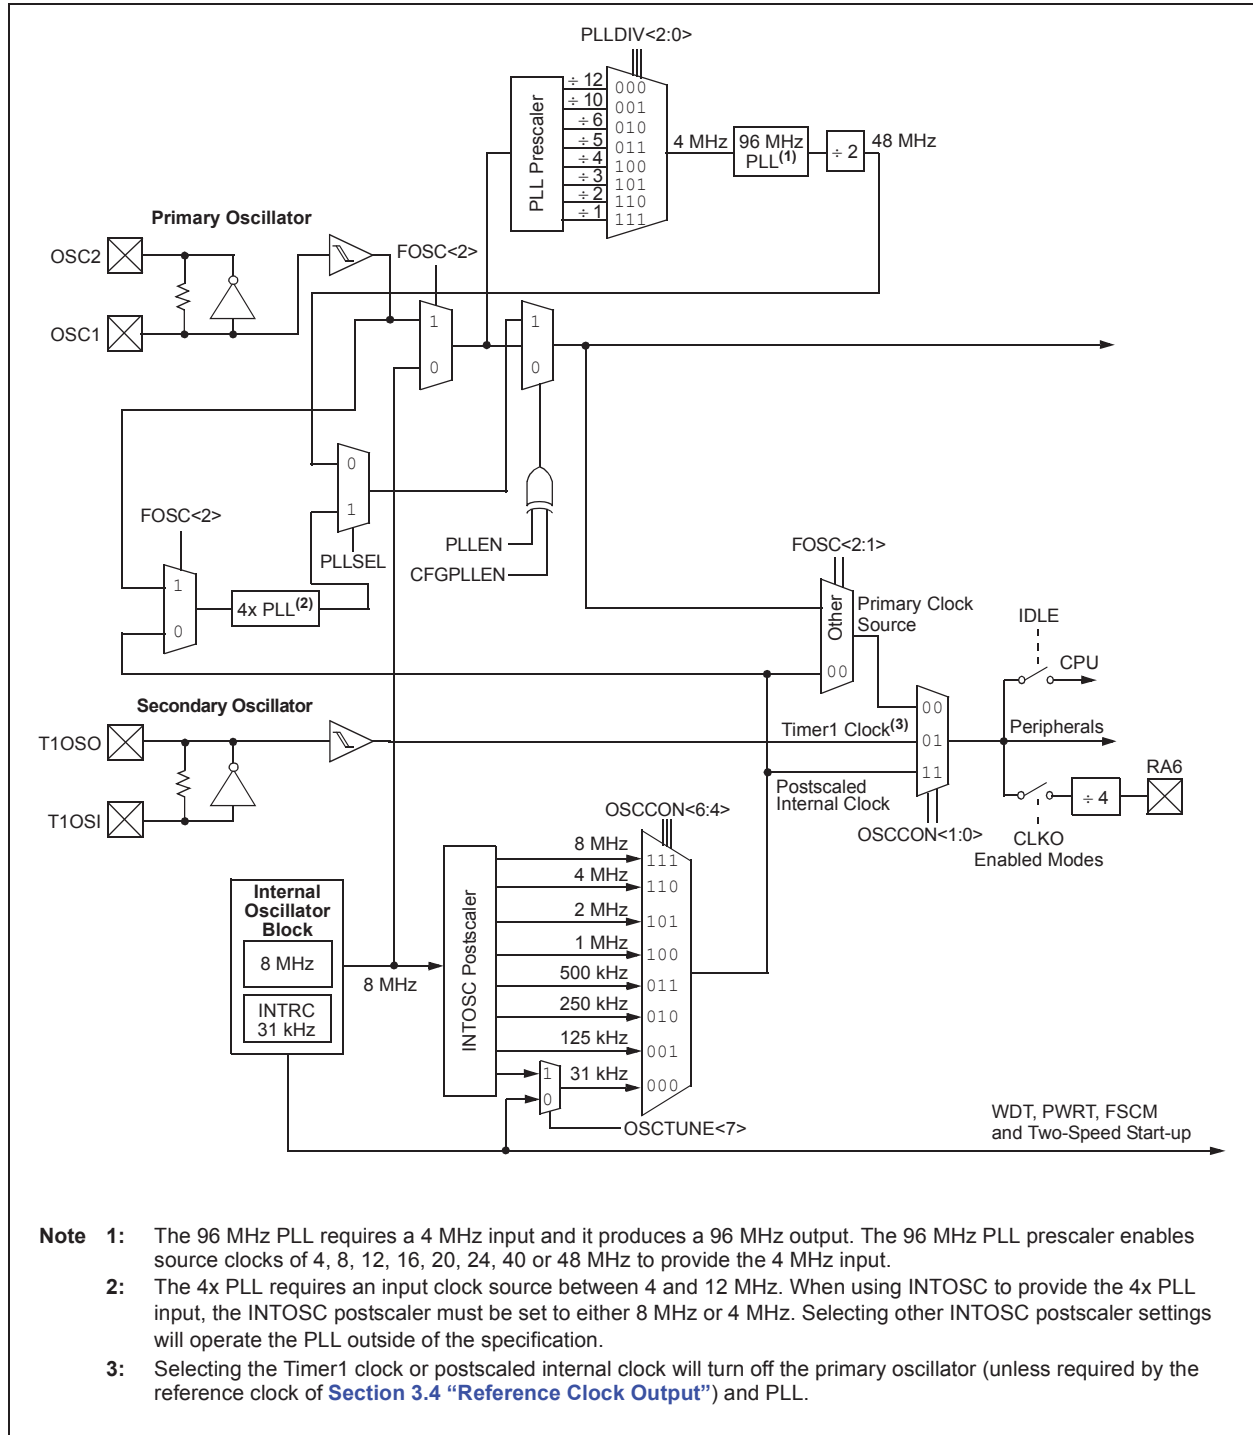 PLLDIV<2:0>
PLL Prescaler
÷ 12
÷ 10
÷ 6
÷ 5
÷ 4
÷ 3
÷ 2
÷ 1
000
001
010
011
100
101
110
111
4 MHz
96 MHz
PLL(1)
÷ 2
48 MHz
Primary Oscillator
OSC2
OSC1
FOSC<2>
1
0
1
0
0
1
PLLSEL
PLLEN
CFGPLLEN
FOSC<2>
1
0
4x PLL(2)
FOSC<2:1>
Other
00
Primary Clock
Source
IDLE
CPU
Secondary Oscillator
T1OSO
T1OSI
Timer1 Clock(3)
00
01
11
Peripherals
Postscaled
Internal Clock
OSCCON<1:0>
RA6
÷ 4
CLKO
Enabled Modes
OSCCON<6:4>
Internal
Oscillator
Block
8 MHz
INTRC
31 kHz
8 MHz
INTOSC Postscaler
8 MHz
4 MHz
2 MHz
1 MHz
500 kHz
250 kHz
125 kHz
31 kHz
111
110
101
100
011
010
001
000
1
0
OSCTUNE<7>
WDT, PWRT, FSCM
and Two-Speed Start-up
Note 1: The 96 MHz PLL requires a 4 MHz input and it produces a 96 MHz output. The 96 MHz PLL prescaler enables
source clocks of 4, 8, 12, 16, 20, 24, 40 or 48 MHz to provide the 4 MHz input.
2: The 4x PLL requires an input clock source between 4 and 12 MHz. When using INTOSC to provide the 4x PLL
input, the INTOSC postscaler must be set to either 8 MHz or 4 MHz. Selecting other INTOSC postscaler settings
will operate the PLL outside of the specification.
3: Selecting the Timer1 clock or postscaled internal clock will turn off the primary oscillator (unless required by the
reference clock of Section 3.4 “Reference Clock Output”) and PLL.